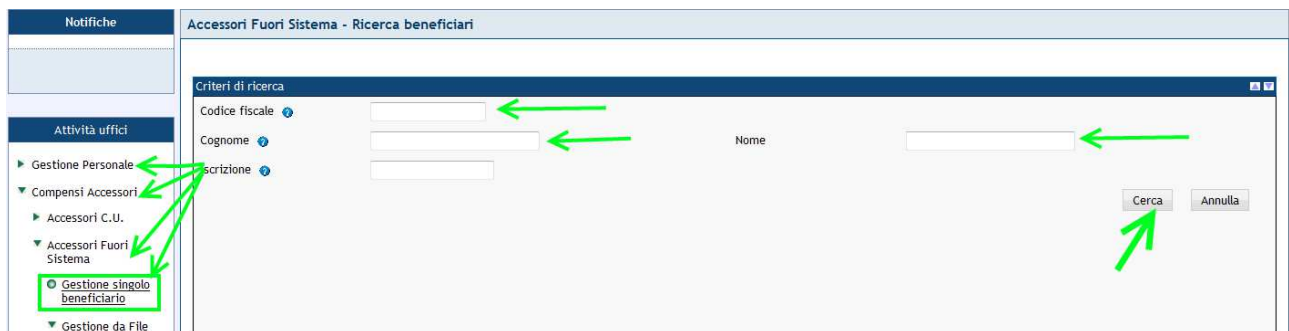 Notifiche
Accessori Fuori Sistema - Ricerca beneficiari
Criteri di ricerca
Codice fiscale
Attività uffici
Cognome
Nome
Gestione Personale
scrizione
Compensi Accessori
Cerca
Annulla
Accessori C.U.
Accessori Fuori
Sistema
Gestione singolo
beneficiario
Gestione da File